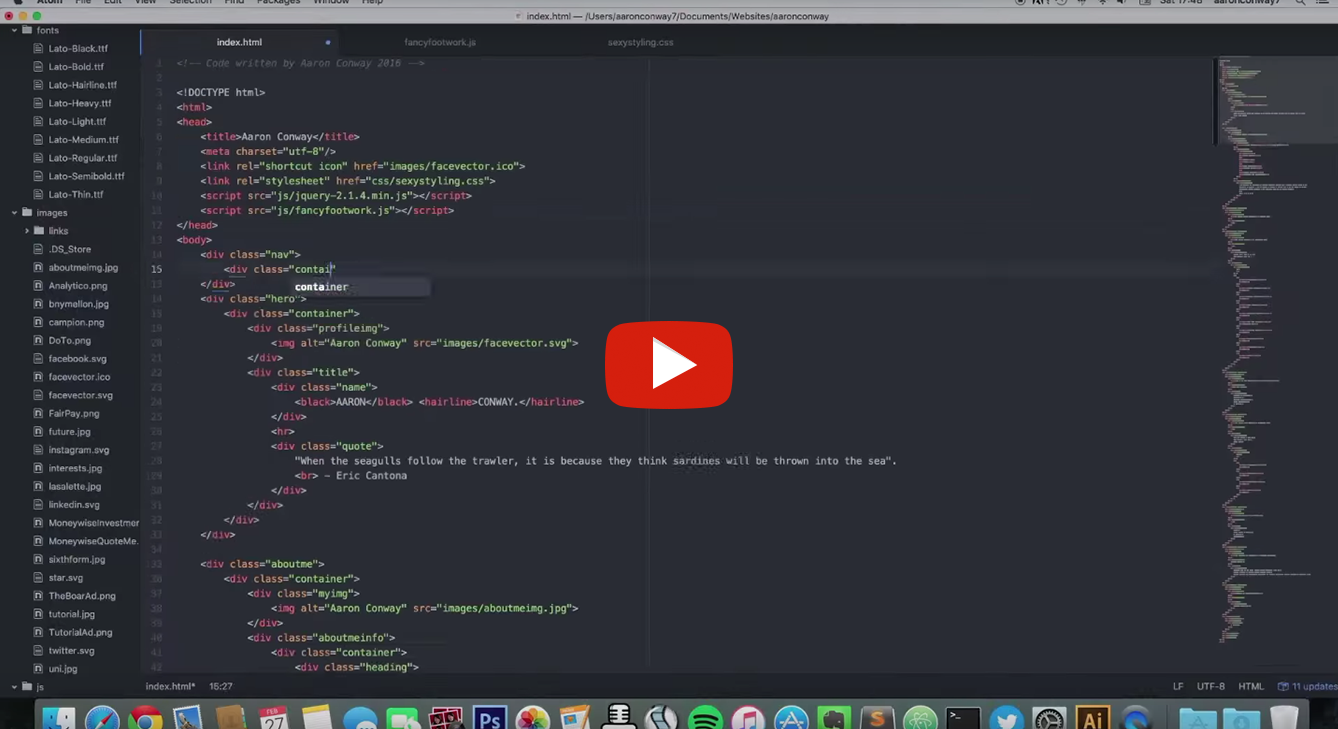 Atom File Edit View Selection Find Packages Window Help
Sat 17:48 aaronconway7
index.html — /Users/aaronconway7/Documents/Websites/aaronconway
fonts
Lato-Black.ttf
Lato-Bold.ttf
Lato-Hairline.ttf
Lato-Heavy.ttf
Lato-Light.ttf
Lato-Medium.ttf
Lato-Regular.ttf
Lato-Semibold.ttf
Lato-Thin.ttf
images
links
.DS_Store
aboutmeimg.jpg
Analytico.png
bnymellon.jpg
campion.png
DoTo.png
facebook.svg
facevector.ico
facevector.svg
FairPay.png
future.jpg
instagram.svg
interests.jpg
lasalette.jpg
linkedin.svg
MoneywiseInvestmer
MoneywiseQuoteMe.
sixthform.jpg
star.svg
TheBoarAd.png
tutorial.jpg
TutorialAd.png
twitter.svg
uni.jpg
js
index.html fancyfootwork.js sexystyling.css
1 <!-- Code written by Aaron Conway 2016 -->
2
3 <!DOCTYPE html>
4 <html>
5 <head>
6 <title>Aaron Conway</title>
7 <meta charset="utf-8"/>
8 <link rel="shortcut icon" href="images/facevector.ico">
9 <link rel="stylesheet" href="css/sexystyling.css">
10 <script src="js/jquery-2.1.4.min.js"></script>
11 <script src="js/fancyfootwork.js"></script>
12 </head>
13 <body>
14 <div class="nav">
15 <div class="contai"
container
16 </div>
17 <div class="hero">
18 <div class="container">
19 <div class="profileimg">
20 <img alt="Aaron Conway" src="images/facevector.svg">
21 </div>
22 <div class="title">
23 <div class="name">
24 <black>AARON</black> <hairline>CONWAY.</hairline>
25 </div>
26 <hr>
27 <div class="quote">
28 "When the seagulls follow the trawler, it is because they think sardines will be thrown into the sea".
29 <br> - Eric Cantona
30 </div>
31 </div>
32 </div>
33 </div>
34
35 <div class="aboutme">
36 <div class="container">
37 <div class="myimg">
38 <img alt="Aaron Conway" src="images/aboutmeimg.jpg">
39 </div>
40 <div class="aboutmeinfo">
41 <div class="container">
42 <div class="heading">
index.html* 15:27 LF UTF-8 HTML 11 updates
FEB
27
Ps
S
Ai